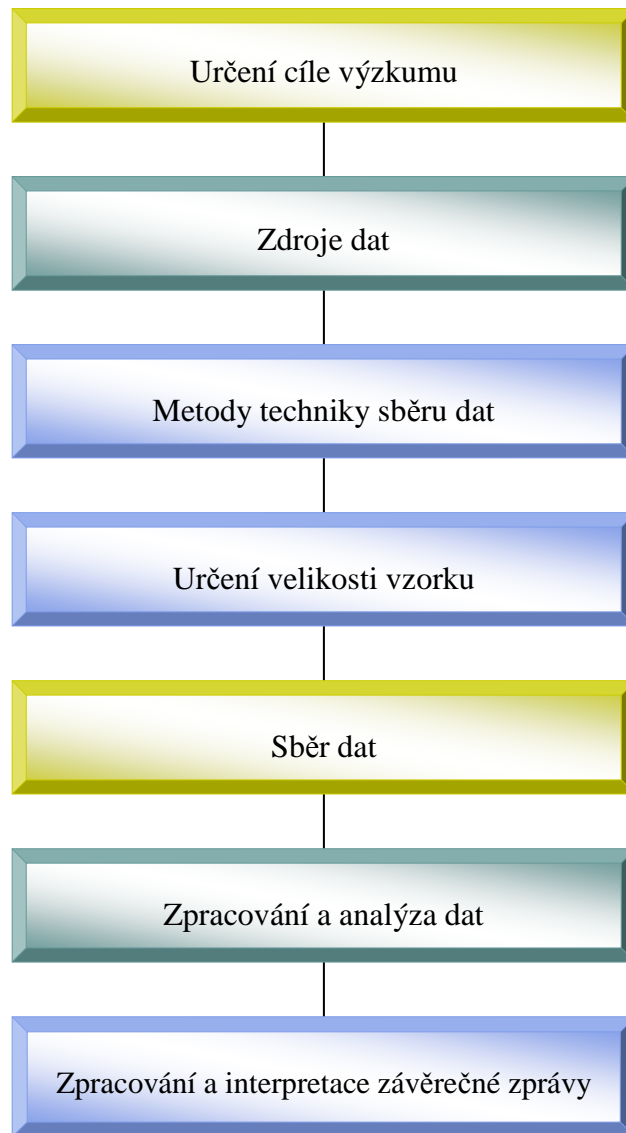 Určení cíle výzkumu
Zdroje dat
Metody techniky sběru dat
Určení velikosti vzorku
Sběr dat
Zpracování a analýza dat
Zpracování a interpretace závěrečné zprávy